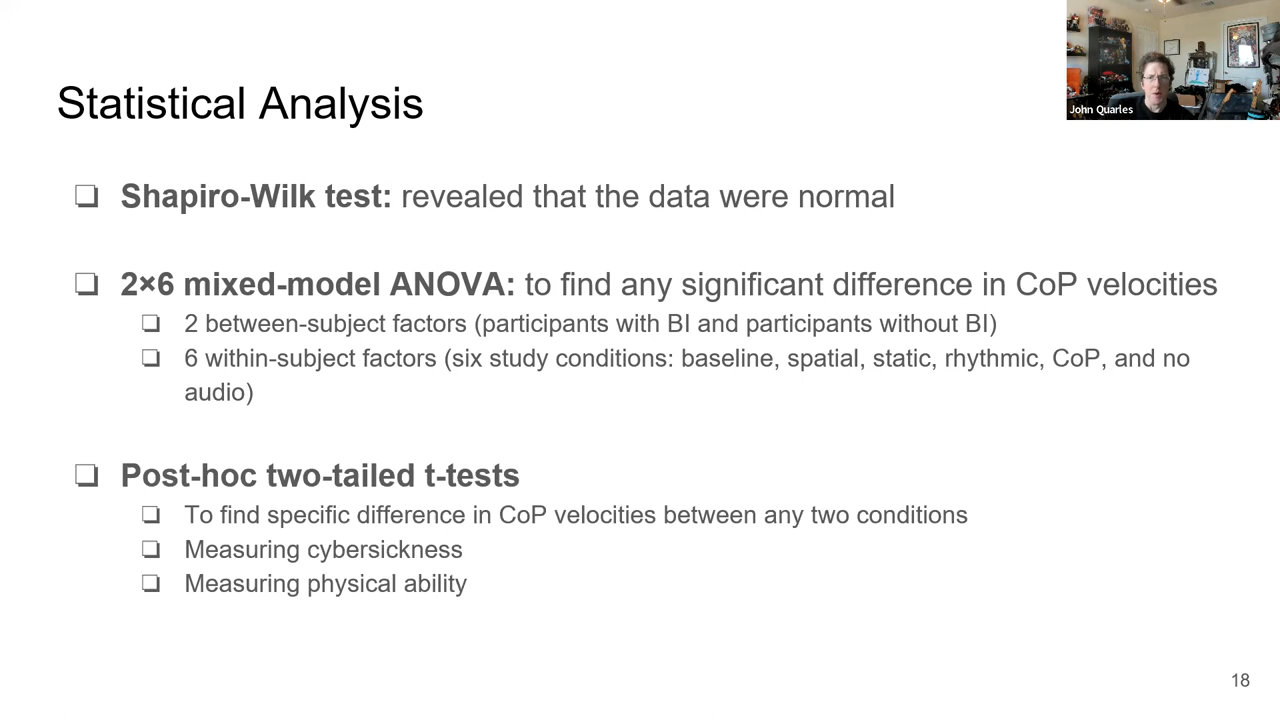 John Quarles
Statistical Analysis
❏ Shapiro-Wilk test: revealed that the data were normal
❏ 2×6 mixed-model ANOVA: to find any significant difference in CoP velocities
❏ 2 between-subject factors (participants with BI and participants without BI)
❏ 6 within-subject factors (six study conditions: baseline, spatial, static, rhythmic, CoP, and no
audio)
❏ Post-hoc two-tailed t-tests
❏ To find specific difference in CoP velocities between any two conditions
❏ Measuring cybersickness
❏ Measuring physical ability
18